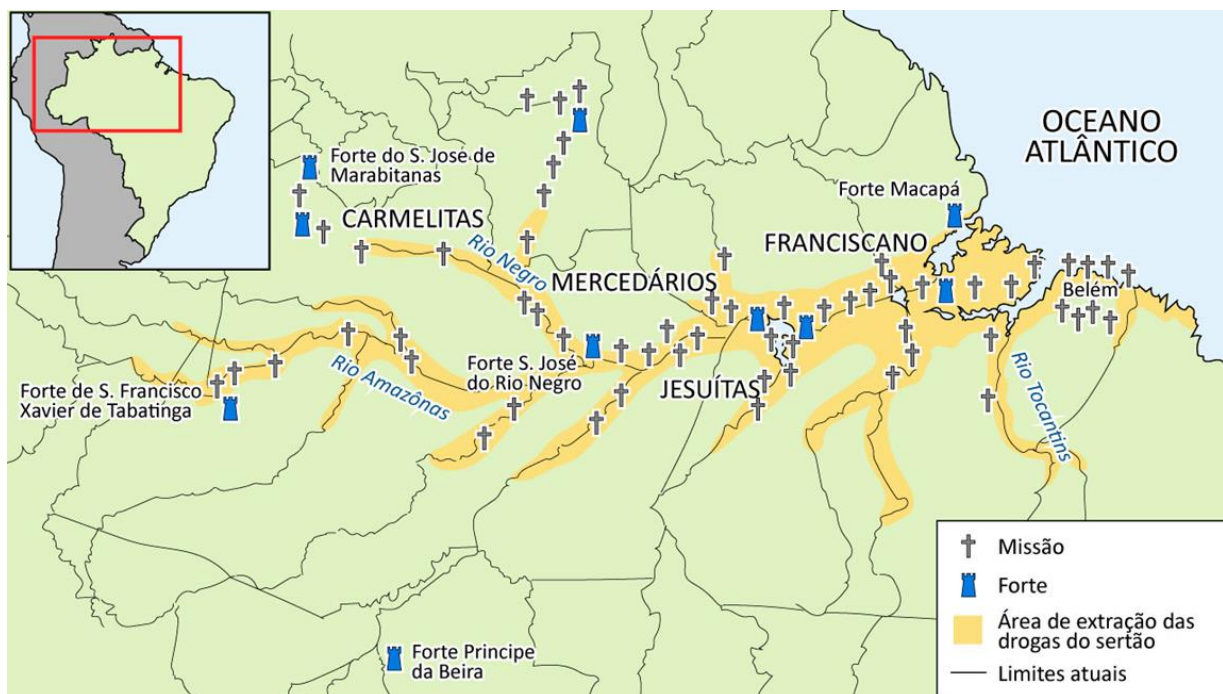 OCEANO
ATLÂNTICO
Forte do S. José de
Marabitanas
Forte Macapá
CARMELITAS
FRANCISCANO
Rio Negro
MERCEDÁRIOS
Belém
Forte S. José
do Rio Negro
JESUÍTAS
Rio Amazônas
Forte de S. Francisco
Xavier de Tabatinga
Rio Tocantins
Forte Principe
da Beira
Missão
Forte
Área de extração das
drogas do sertão
Limites atuais